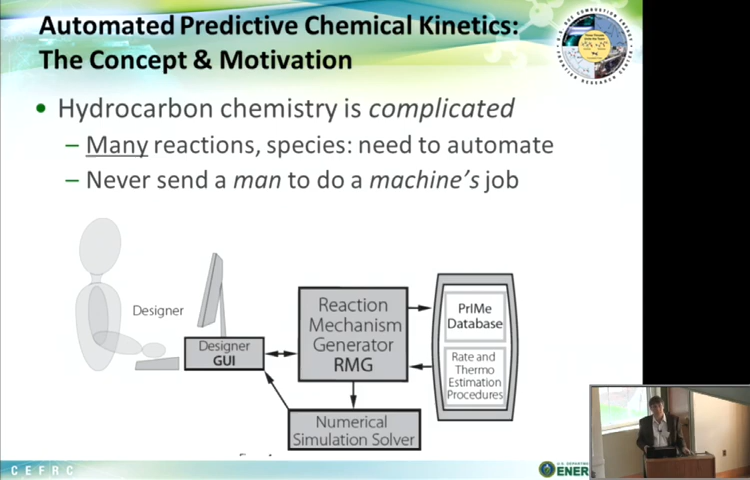 Automated Predictive Chemical Kinetics:
The Concept & Motivation
• Hydrocarbon chemistry is complicated
– Many reactions, species: need to automate
– Never send a man to do a machine's job
Designer
Designer
GUI
Reaction
Mechanism
Generator
RMG
PrIMe
Database
Rate and
Thermo
Estimation
Procedures
Numerical
Simulation Solver
CEFRC
U.S. DEPARTM
ENER